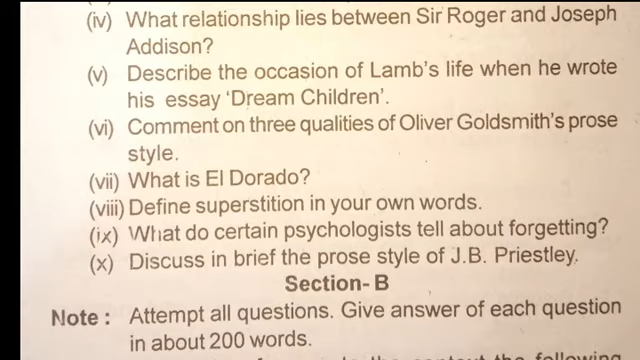 (iv) What relationship lies between Sir Roger and Joseph
Addison?
(v) Describe the occasion of Lamb's life when he wrote
his essay 'Dream Children'.
(vi) Comment on three qualities of Oliver Goldsmith's prose
style.
(vii) What is El Dorado?
(viii) Define superstition in your own words.
(ix) What do certain psychologists tell about forgetting?
(x) Discuss in brief the prose style of J.B. Priestley.
Section- B
Note : Attempt all questions. Give answer of each question
in about 200 words.
the following